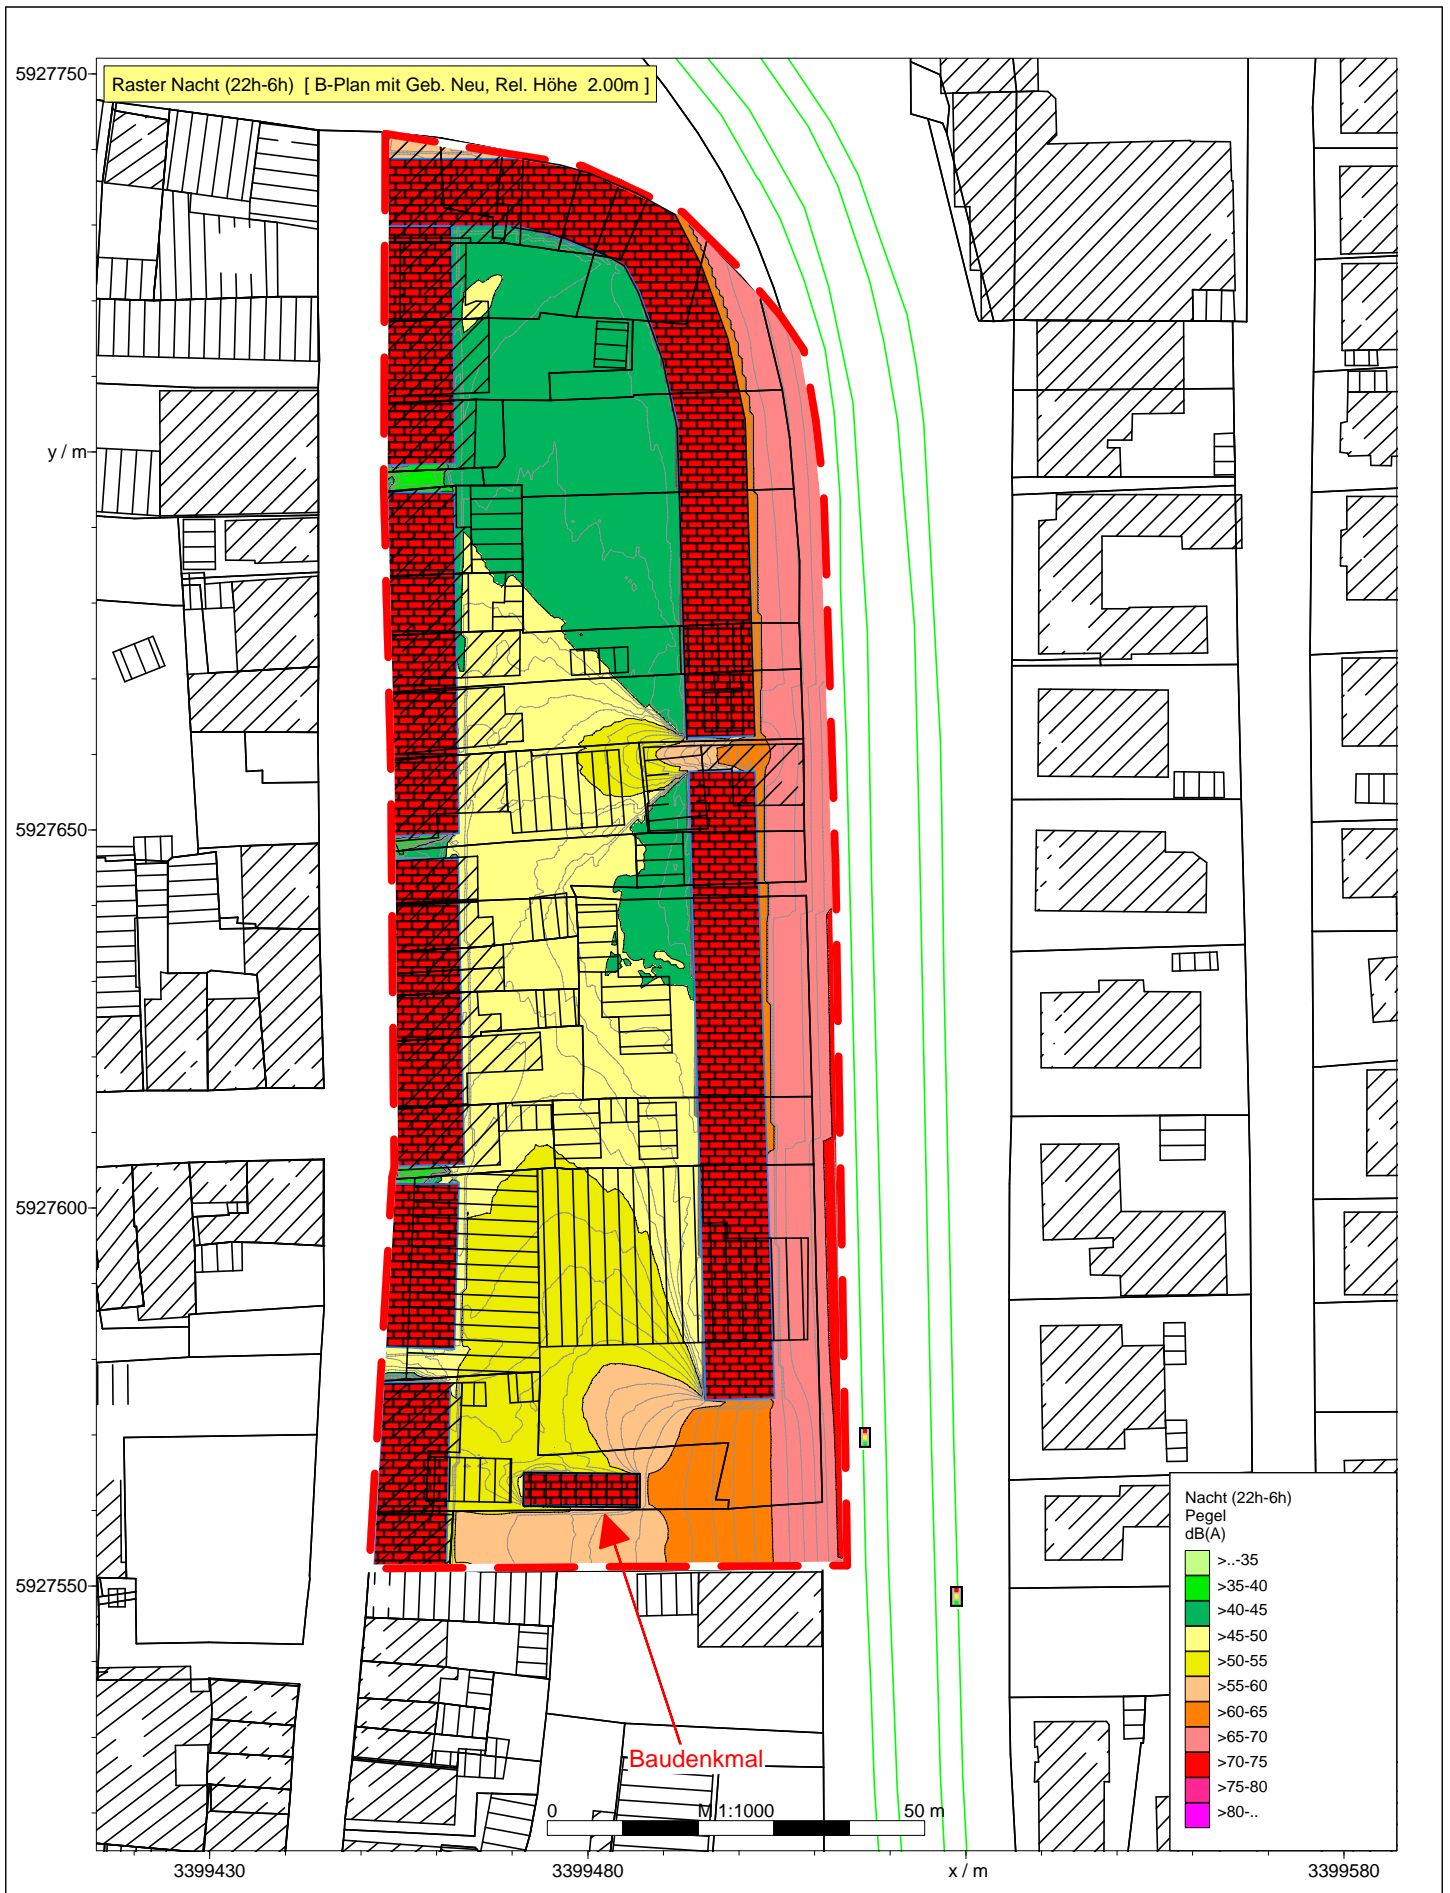 5927750
Raster Nacht (22h-6h) [ B-Plan mit Geb. Neu, Rel. Höhe 2.00m ]
y / m
5927650
5927600
5927550
Nacht (22h-6h)
Pegel
dB(A)
>..-35
>35-40
>40-45
>45-50
>50-55
>55-60
>60-65
>65-70
>70-75
>75-80
>80-..
Baudenkmal
0 M 1:1000 50 m
3399430 3399480 x / m 3399580